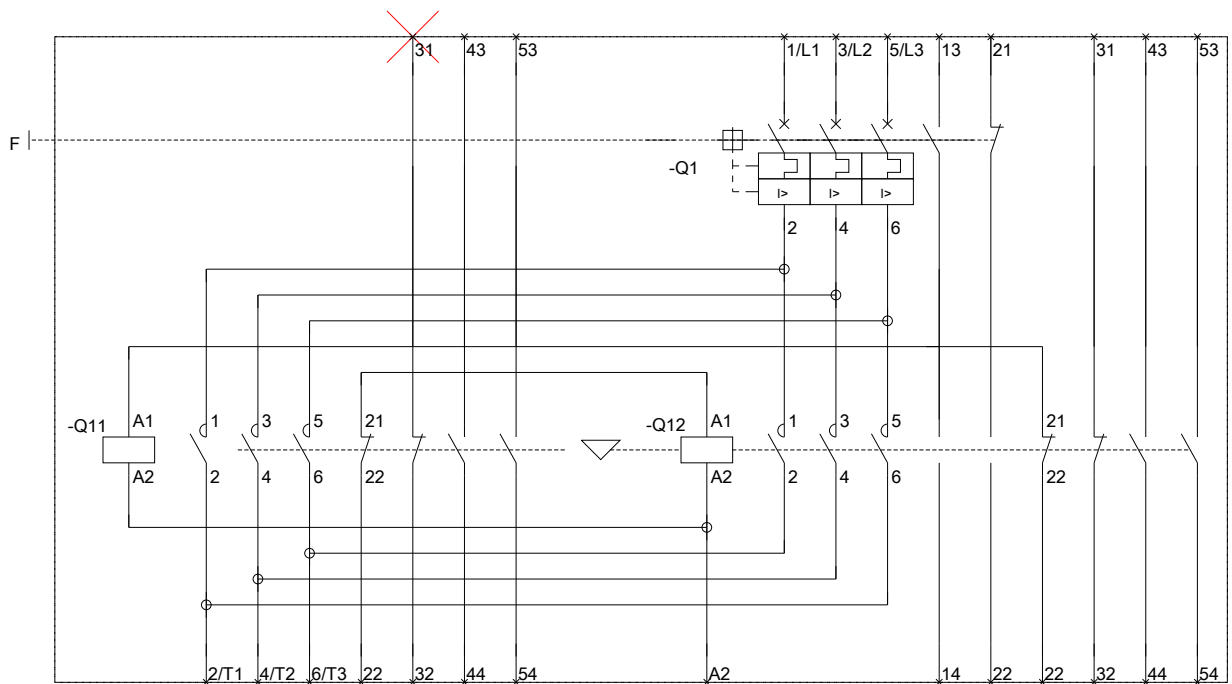 31 43 53 1/L1 3/L2 5/L3 13 21 31 43 53
F
-Q1
I> I> I>
2 4 6
-Q11 A1 1 3 5 21 -Q12 A1 1 3 5 21
A2 2 4 6 22 A2 2 4 6 22
2/T1 4/T2 6/T3 22 32 44 54 A2 14 22 22 32 44 54